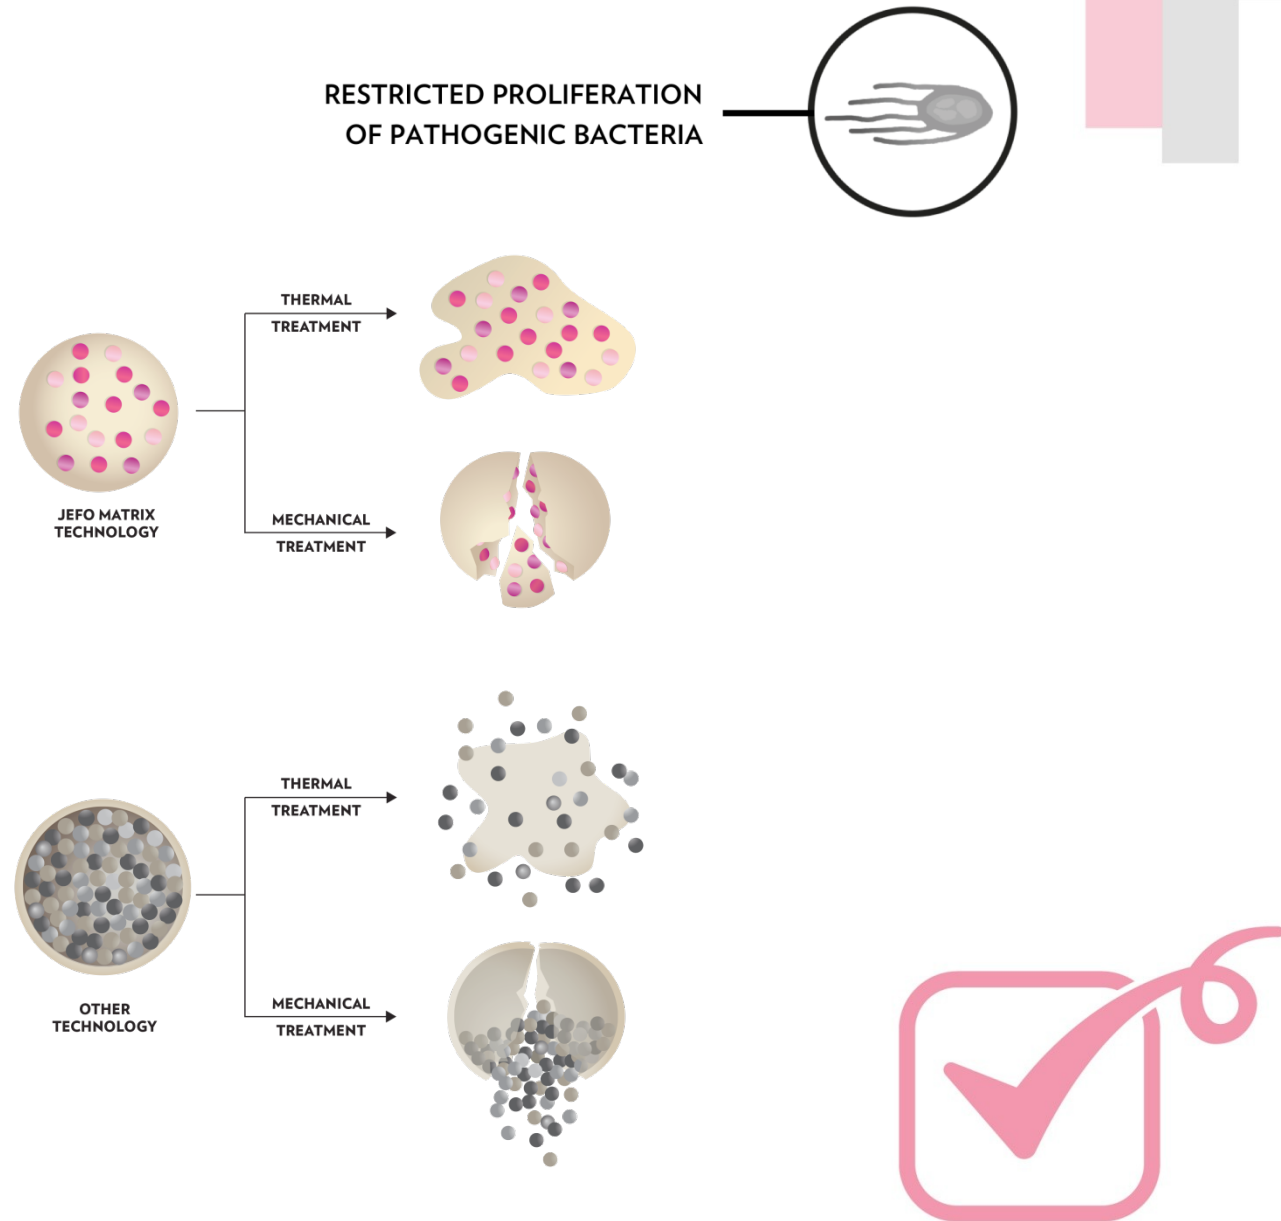 RESTRICTED PROLIFERATION
OF PATHOGENIC BACTERIA
THERMAL
TREATMENT
JEFO MATRIX
TECHNOLOGY
MECHANICAL
TREATMENT
THERMAL
TREATMENT
OTHER
TECHNOLOGY
MECHANICAL
TREATMENT